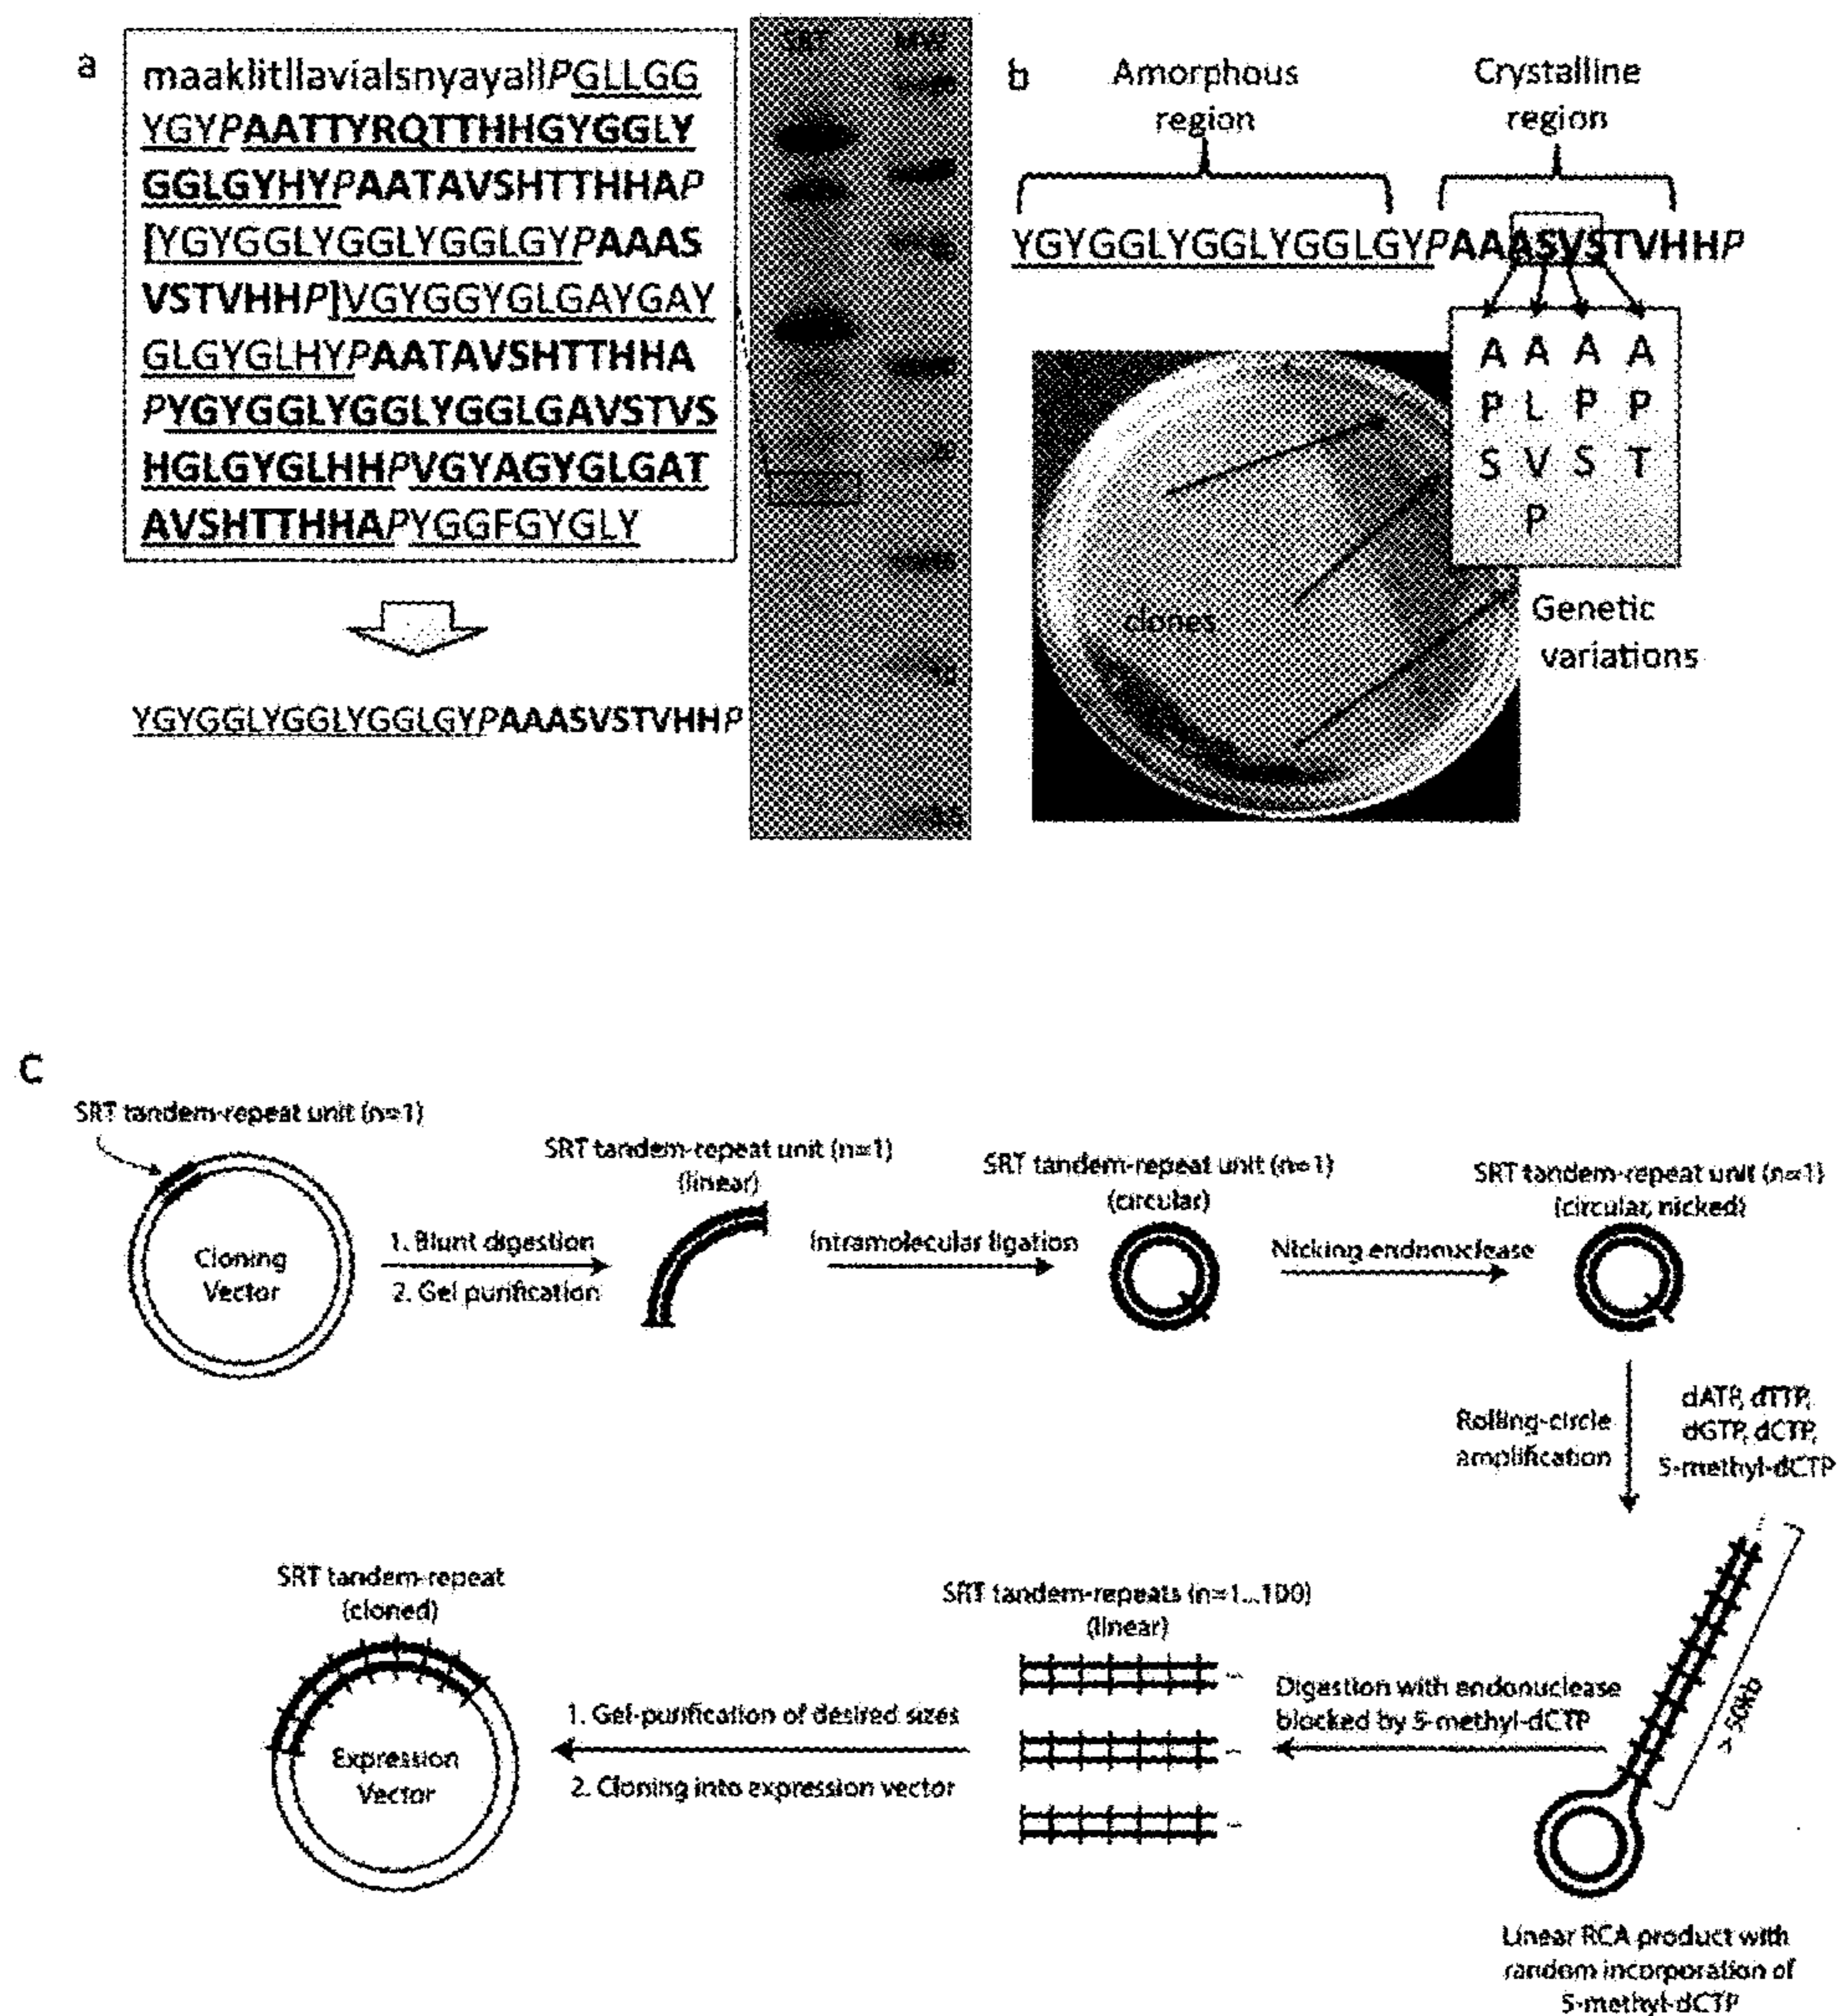 a
maaklitllavialsnyayallPGLLGG
YGYPAATTYRQTTHHGYGGLY
GGLGYHYPAATAVSHTTHHAP
[YGYGGLYGGLYGGLGYPAAAS
VSTVHHP]VGYGGYGLGAYGAY
GLGYGLHYPAATAVSHTTHHA
PYGYGGLYGGLYGGLGAVSTVS
HGLGYGLHHPVGYAGYGLGAT
AVSHTTHHAPYGGFGYGLY
YGYGGLYGGLYGGLGYPAAASVSTVHHP
SRT MW
b
Amorphous region
Crystalline region
YGYGGLYGGLYGGLGYPAAASVSTVHHP
A A A A
P L P P
S V S T
P
clones
Genetic
variations
c
SRT tandem-repeat unit (n=1)
Cloning
Vector
1. Blunt digestion
2. Gel purification
SRT tandem-repeat unit (n=1)
(linear)
Intramolecular ligation
SRT tandem-repeat unit (n=1)
(circular)
Nicking endonuclease
SRT tandem-repeat unit (n=1)
(circular, nicked)
Rolling-circle
amplification
dATP, dTTP,
dGTP, dCTP,
5-methyl-dCTP
> 50kb
Linear RCA product with
random incorporation of
5-methyl-dCTP
Digestion with endonuclease
blocked by 5-methyl-dCTP
SRT tandem-repeats (n=1...100)
(linear)
1. Gel-purification of desired sizes
2. Cloning into expression vector
SRT tandem-repeat
(cloned)
Expression
Vector